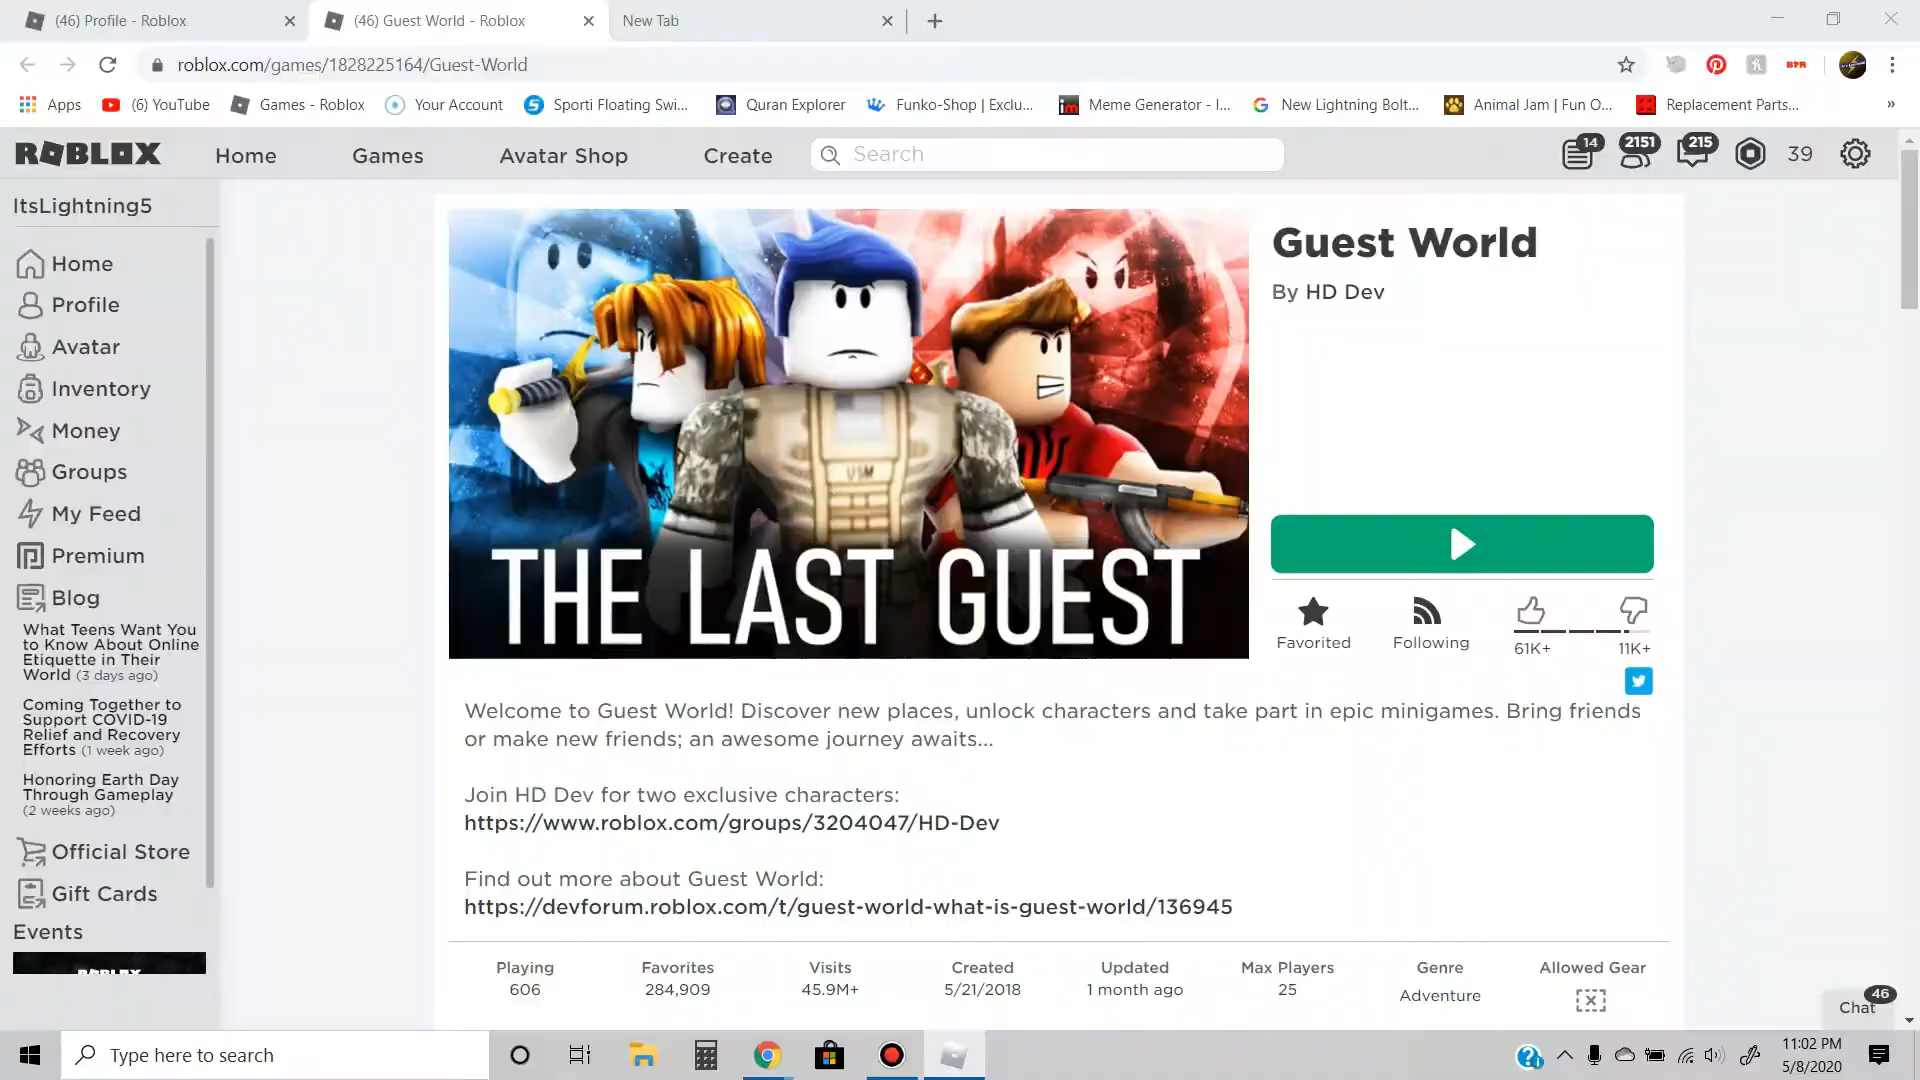 (46) Profile - Roblox
(46) Guest World - Roblox
New Tab
roblox.com/games/1828225164/Guest-World
Apps
(6) YouTube
Games - Roblox
Your Account
Sporti Floating Swi...
Quran Explorer
Funko-Shop | Exclu...
Meme Generator - I...
New Lightning Bolt...
Animal Jam | Fun O...
Replacement Parts...
ROBLOX
Home
Games
Avatar Shop
Create
Search
14
2151
215
39
ItsLightning5
Home
Profile
Avatar
Inventory
Money
Groups
My Feed
Premium
Blog
What Teens Want You
to Know About Online
Etiquette in Their
World (3 days ago)
Coming Together to
Support COVID-19
Relief and Recovery
Efforts (1 week ago)
Honoring Earth Day
Through Gameplay
(2 weeks ago)
Official Store
Gift Cards
Events
ROBLOX
USM
THE LAST GUEST
Guest World
By HD Dev
Favorited
Following
61K+
11K+
Welcome to Guest World! Discover new places, unlock characters and take part in epic minigames. Bring friends
or make new friends; an awesome journey awaits...
Join HD Dev for two exclusive characters:
https://www.roblox.com/groups/3204047/HD-Dev
Find out more about Guest World:
https://devforum.roblox.com/t/guest-world-what-is-guest-world/136945
Playing
606
Favorites
284,909
Visits
45.9M+
Created
5/21/2018
Updated
1 month ago
Max Players
25
Genre
Adventure
Allowed Gear
Chat
46
Type here to search
11:02 PM
5/8/2020